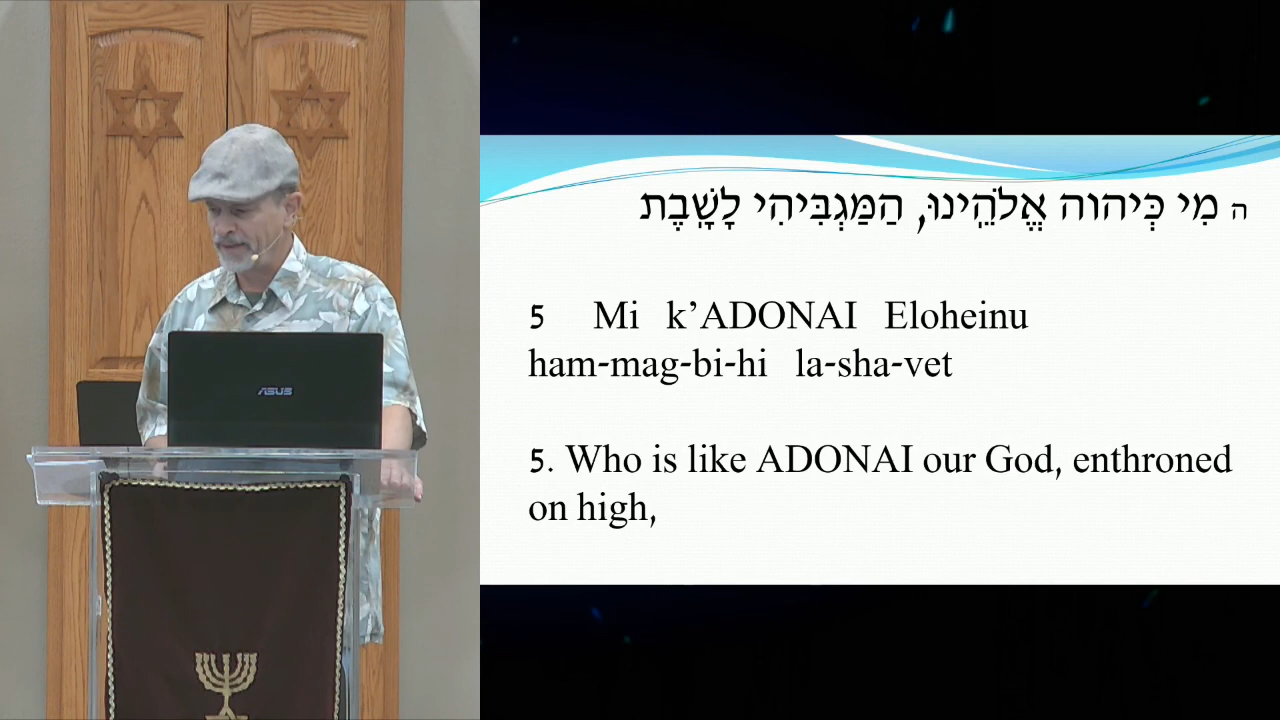 ASUS
ה מִי כְּיהוה אֱלֹהֵינוּ, הַמַּגְבִּיהִי לָשָׁבֶת
5 Mi k’ADONAI Eloheinu
ham-mag-bi-hi la-sha-vet
5. Who is like ADONAI our God, enthroned
on high,